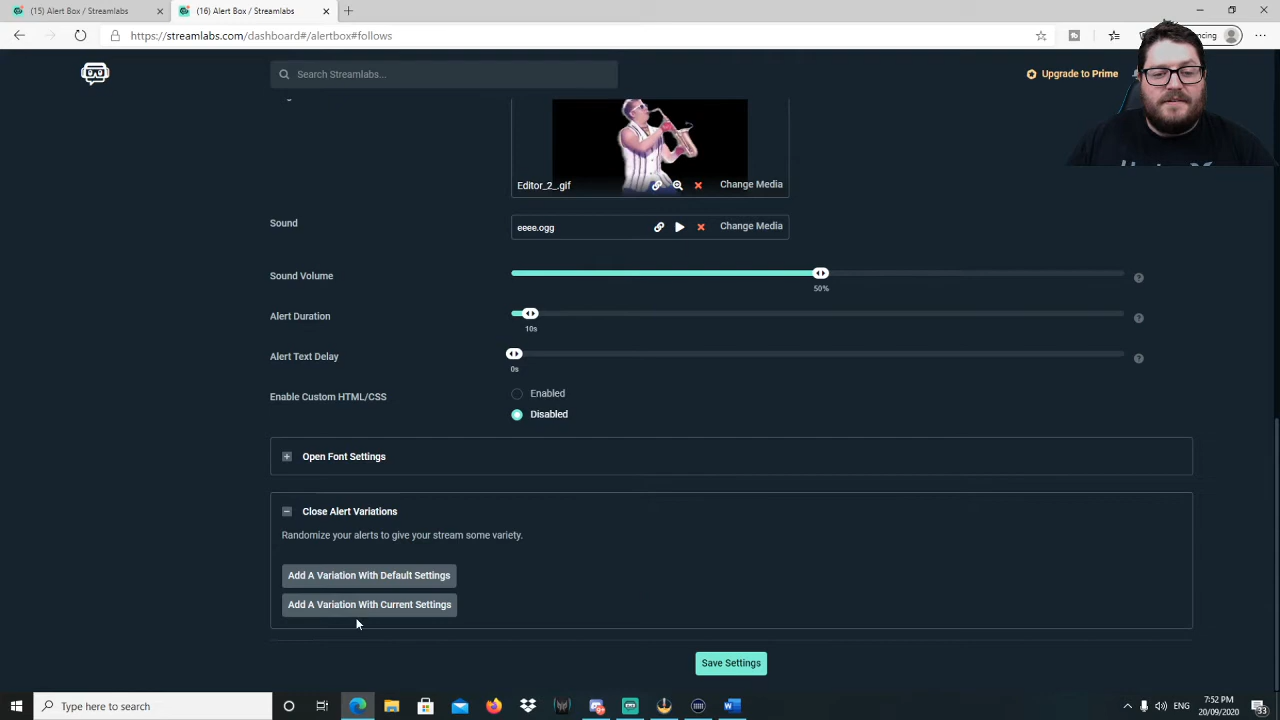 (15) Alert Box / Streamlabs
(16) Alert Box / Streamlabs
https://streamlabs.com/dashboard#/alertbox#follows
Search Streamlabs...
Upgrade to Prime
Editor_2_.gif
Change Media
Sound
eeee.ogg
Change Media
Sound Volume
50%
Alert Duration
10s
Alert Text Delay
0s
Enable Custom HTML/CSS
Enabled
Disabled
Open Font Settings
Close Alert Variations
Randomize your alerts to give your stream some variety.
Add A Variation With Default Settings
Add A Variation With Current Settings
Save Settings
Type here to search
ENG
7:52 PM
20/09/2020
33